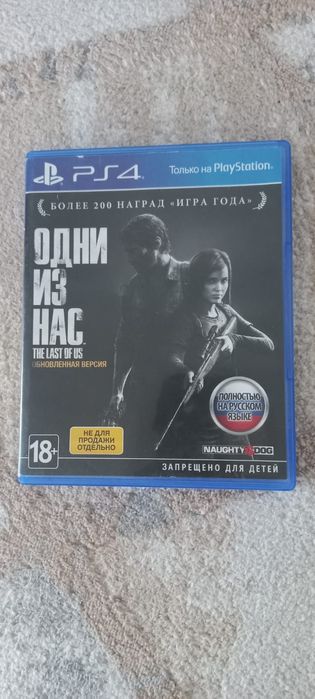 PS4
Только на PlayStation
БОЛЕЕ 200 НАГРАД «ИГРА ГОДА»
ОДНИ
ИЗ
НАС
THE LAST OF US
ОБНОВЛЕННАЯ ВЕРСИЯ
ПОЛНОСТЬЮ
НА РУССКОМ
ЯЗЫКЕ
НЕ ДЛЯ
ПРОДАЖИ
ОТДЕЛЬНО
18+
NAUGHTY DOG
ЗАПРЕЩЕНО ДЛЯ ДЕТЕЙ